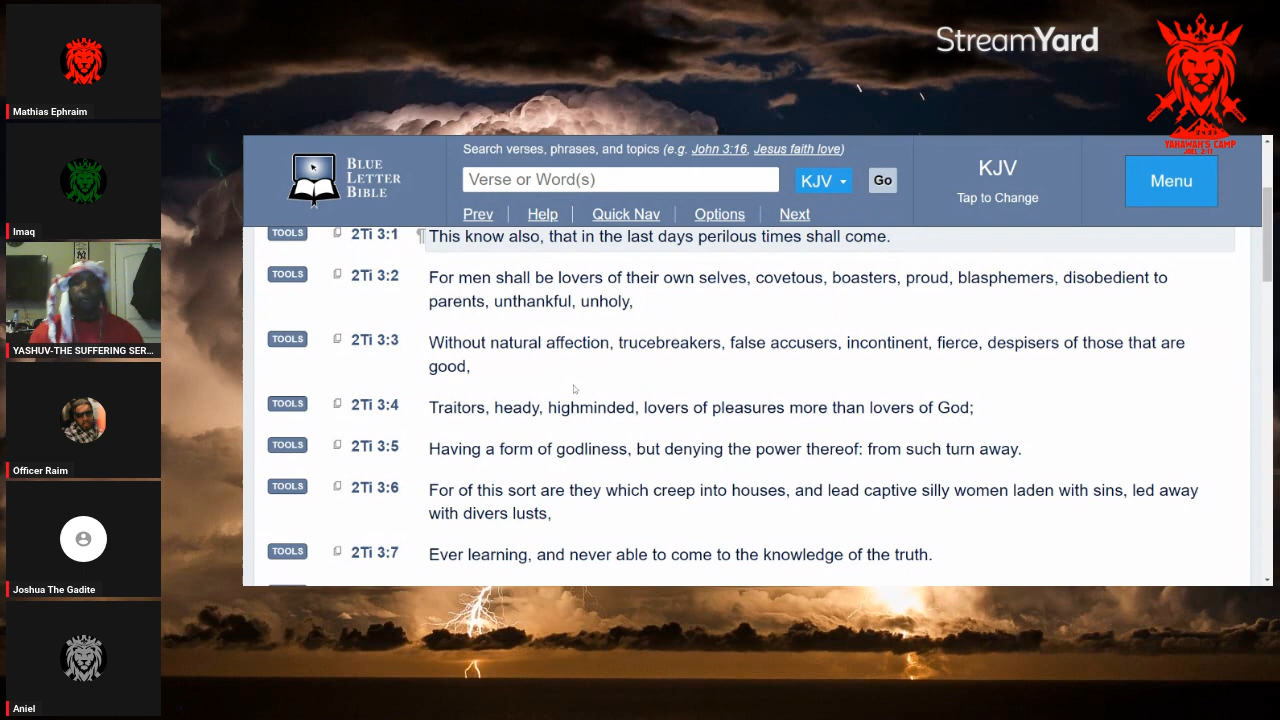 Mathias Ephraim
Imaq
YASHUV-THE SUFFERING SER...
Officer Raim
Joshua The Gadite
Aniel
StreamYard
YAHAWAH'S CAMP
JOEL 2:11
BLUE
LETTER
BIBLE
Search verses, phrases, and topics (e.g. John 3:16, Jesus faith love)
Verse or Word(s)
KJV
Go
Prev | Help | Quick Nav | Options | Next
KJV
Tap to Change
Menu
TOOLS 2Ti 3:1 ¶ This know also, that in the last days perilous times shall come.
TOOLS 2Ti 3:2 For men shall be lovers of their own selves, covetous, boasters, proud, blasphemers, disobedient to
parents, unthankful, unholy,
TOOLS 2Ti 3:3 Without natural affection, trucebreakers, false accusers, incontinent, fierce, despisers of those that are
good,
TOOLS 2Ti 3:4 Traitors, heady, highminded, lovers of pleasures more than lovers of God;
TOOLS 2Ti 3:5 Having a form of godliness, but denying the power thereof: from such turn away.
TOOLS 2Ti 3:6 For of this sort are they which creep into houses, and lead captive silly women laden with sins, led away
with divers lusts,
TOOLS 2Ti 3:7 Ever learning, and never able to come to the knowledge of the truth.